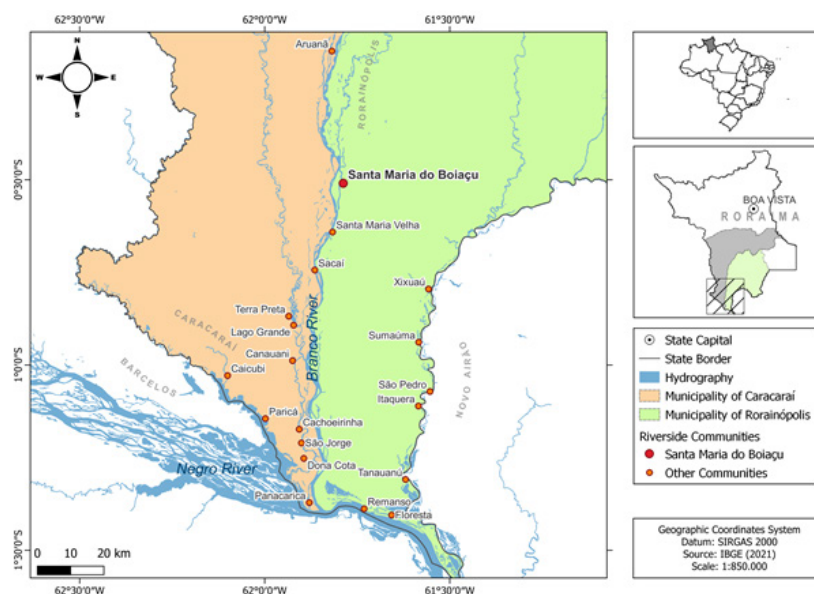 62°30'0"W
62°00'0"W
61°30'0"W
0°30'0"S
1°00'0"S
1°30'0"S
N
W
E
S
Aruanã
RORAINÓPOLIS
Santa Maria do Boiaçu
Santa Maria Velha
Sacaí
Xixuaú
Terra Preta
Lago Grande
Branco River
CARACARAÍ
Sumaúma
Canauani
Caicubi
BARCELOS
NOVO AIRÃO
São Pedro
Itaquera
Paricá
Cachoeirinha
São Jorge
Negro River
Dona Cota
Tanauanú
Panacarica
Remanso
Floresta
0 10 20 km
62°30'0"W
62°00'0"W
61°30'0"W
BOA VISTA
RORAIMA
State Capital
State Border
Hydrography
Municipality of Caracaraí
Municipality of Rorainópolis
Riverside Communities
Santa Maria do Boiaçu
Other Communities
Geographic Coordinates System
Datum: SIRGAS 2000
Source: IBGE (2021)
Scale: 1:850.000